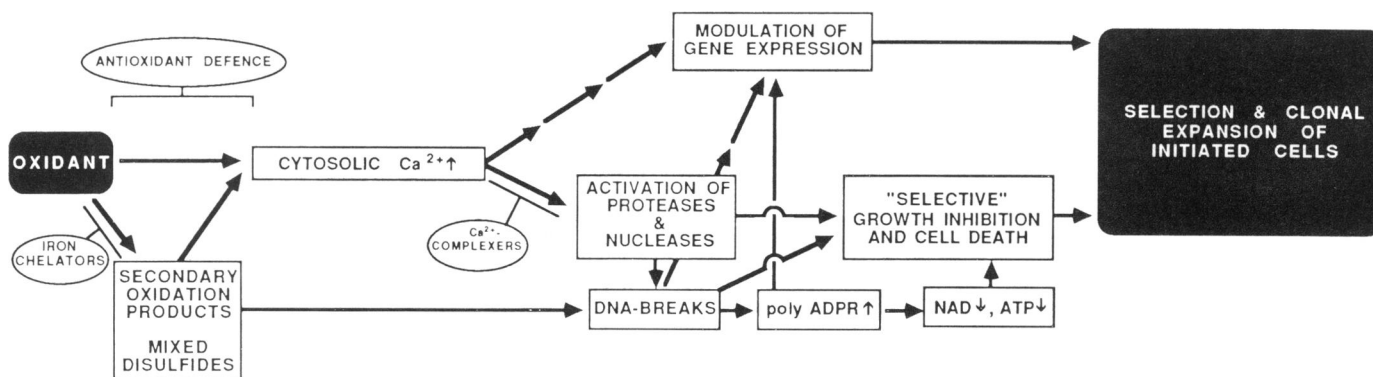 ANTIOXIDANT DEFENCE
OXIDANT
IRON
CHELATORS
SECONDARY
OXIDATION
PRODUCTS
MIXED
DISULFIDES
CYTOSOLIC Ca²⁺↑
Ca²⁺-
COMPLEXERS
MODULATION OF
GENE EXPRESSION
ACTIVATION OF
PROTEASES
&
NUCLEASES
DNA-BREAKS
poly ADPR↑
"SELECTIVE"
GROWTH INHIBITION
AND CELL DEATH
NAD↓, ATP↓
SELECTION & CLONAL
EXPANSION OF
INITIATED CELLS